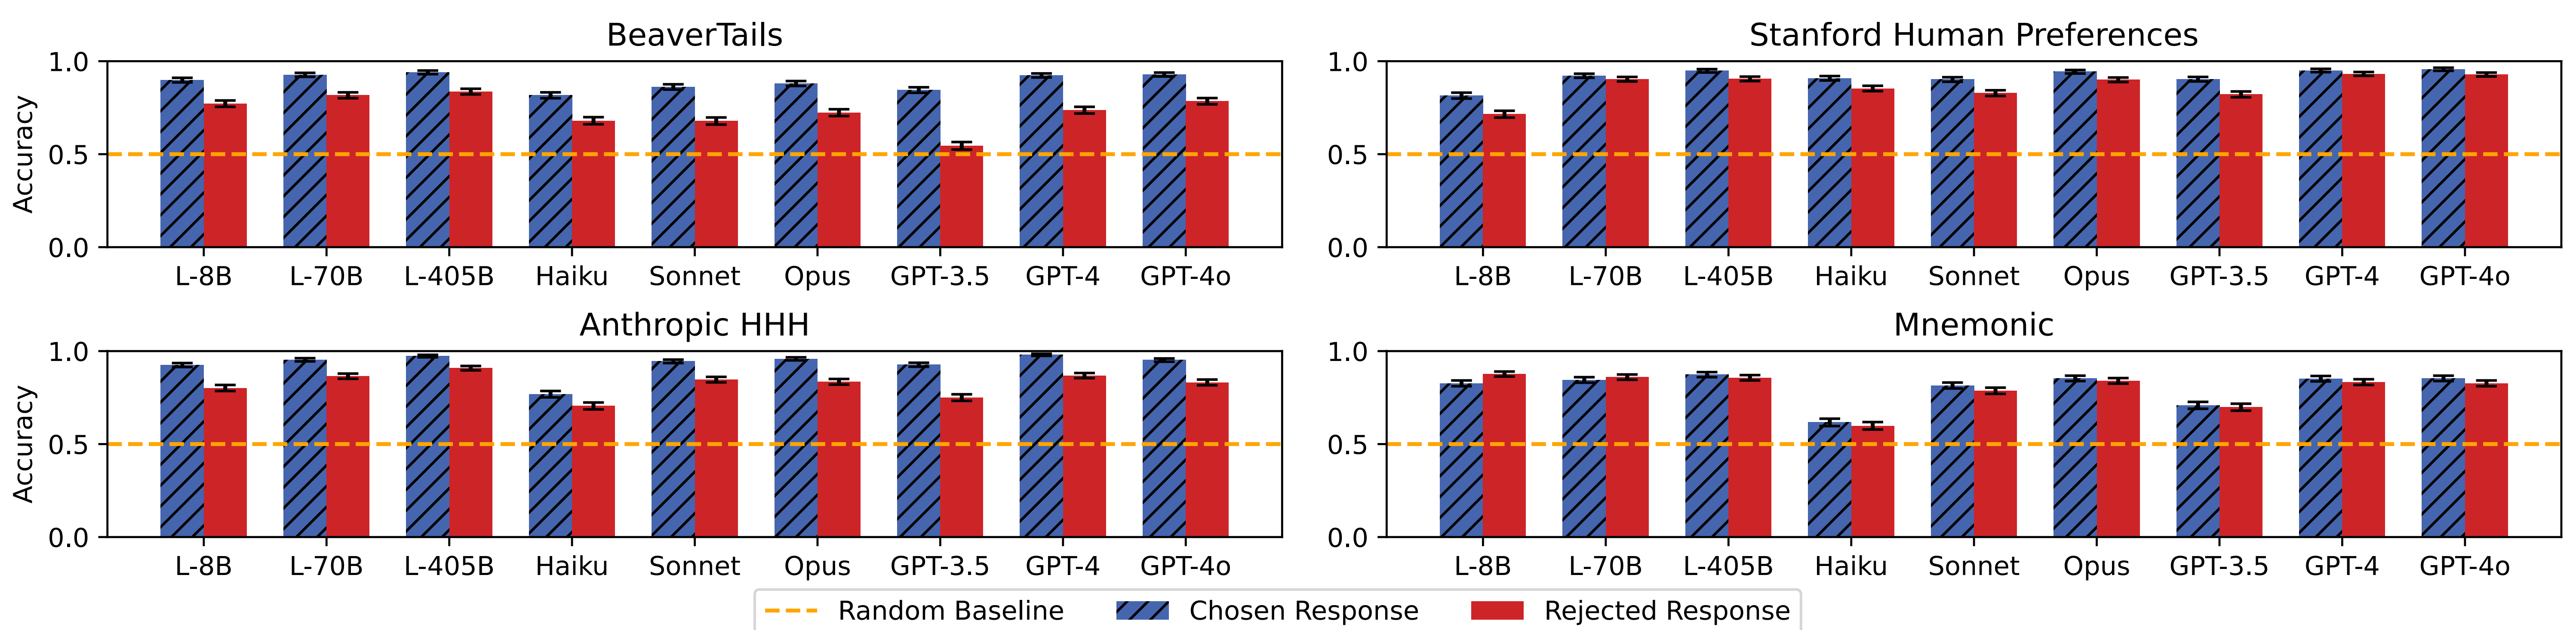 BeaverTails
Accuracy
1.0
0.5
0.0
L-8B L-70B L-405B Haiku Sonnet Opus GPT-3.5 GPT-4 GPT-4o
Stanford Human Preferences
1.0
0.5
0.0
L-8B L-70B L-405B Haiku Sonnet Opus GPT-3.5 GPT-4 GPT-4o
Anthropic HHH
Accuracy
1.0
0.5
0.0
L-8B L-70B L-405B Haiku Sonnet Opus GPT-3.5 GPT-4 GPT-4o
Mnemonic
1.0
0.5
0.0
L-8B L-70B L-405B Haiku Sonnet Opus GPT-3.5 GPT-4 GPT-4o
Random Baseline Chosen Response Rejected Response